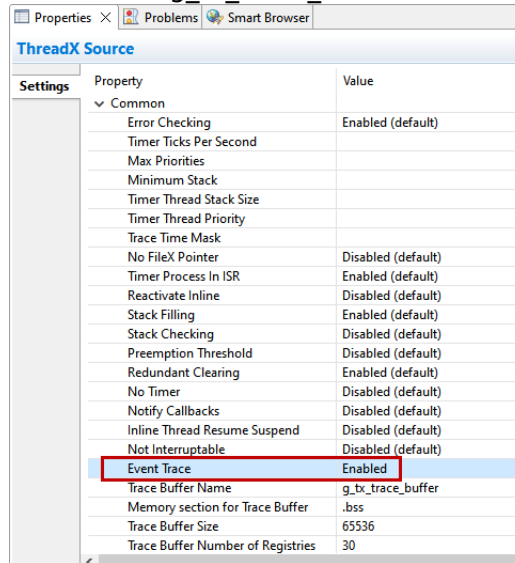 Properties Problems Smart Browser
ThreadX Source
Settings
Property Value
Common
Error Checking Enabled (default)
Timer Ticks Per Second
Max Priorities
Minimum Stack
Timer Thread Stack Size
Timer Thread Priority
Trace Time Mask
No FileX Pointer Disabled (default)
Timer Process In ISR Enabled (default)
Reactivate Inline Disabled (default)
Stack Filling Enabled (default)
Stack Checking Disabled (default)
Preemption Threshold Disabled (default)
Redundant Clearing Enabled (default)
No Timer Disabled (default)
Notify Callbacks Disabled (default)
Inline Thread Resume Suspend Disabled (default)
Not Interruptable Disabled (default)
Event Trace Enabled
Trace Buffer Name g_tx_trace_buffer
Memory section for Trace Buffer .bss
Trace Buffer Size 65536
Trace Buffer Number of Registries 30